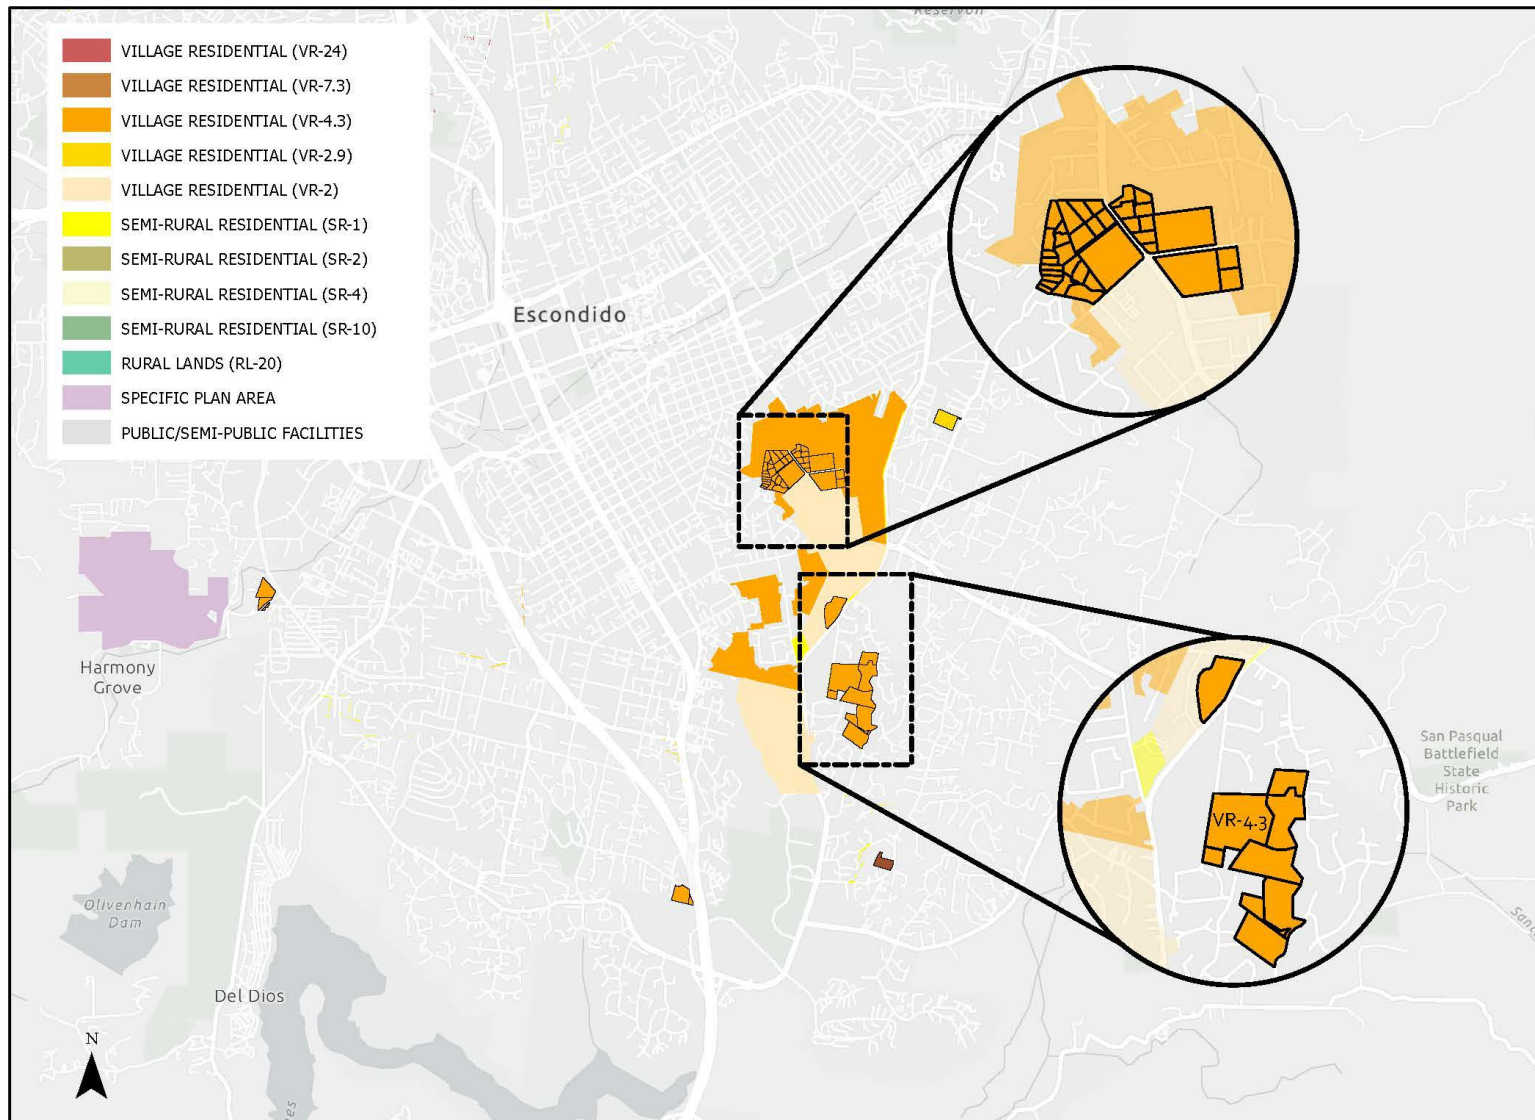 Reservoir
VILLAGE RESIDENTIAL (VR-24)
VILLAGE RESIDENTIAL (VR-7.3)
VILLAGE RESIDENTIAL (VR-4.3)
VILLAGE RESIDENTIAL (VR-2.9)
VILLAGE RESIDENTIAL (VR-2)
SEMI-RURAL RESIDENTIAL (SR-1)
SEMI-RURAL RESIDENTIAL (SR-2)
SEMI-RURAL RESIDENTIAL (SR-4)
SEMI-RURAL RESIDENTIAL (SR-10)
RURAL LANDS (RL-20)
SPECIFIC PLAN AREA
PUBLIC/SEMI-PUBLIC FACILITIES
Escondido
Harmony
Grove
San Pasqual
Battlefield
State
Historic
Park
VR-4.3
Olivenhain
Dam
Del Dios
N